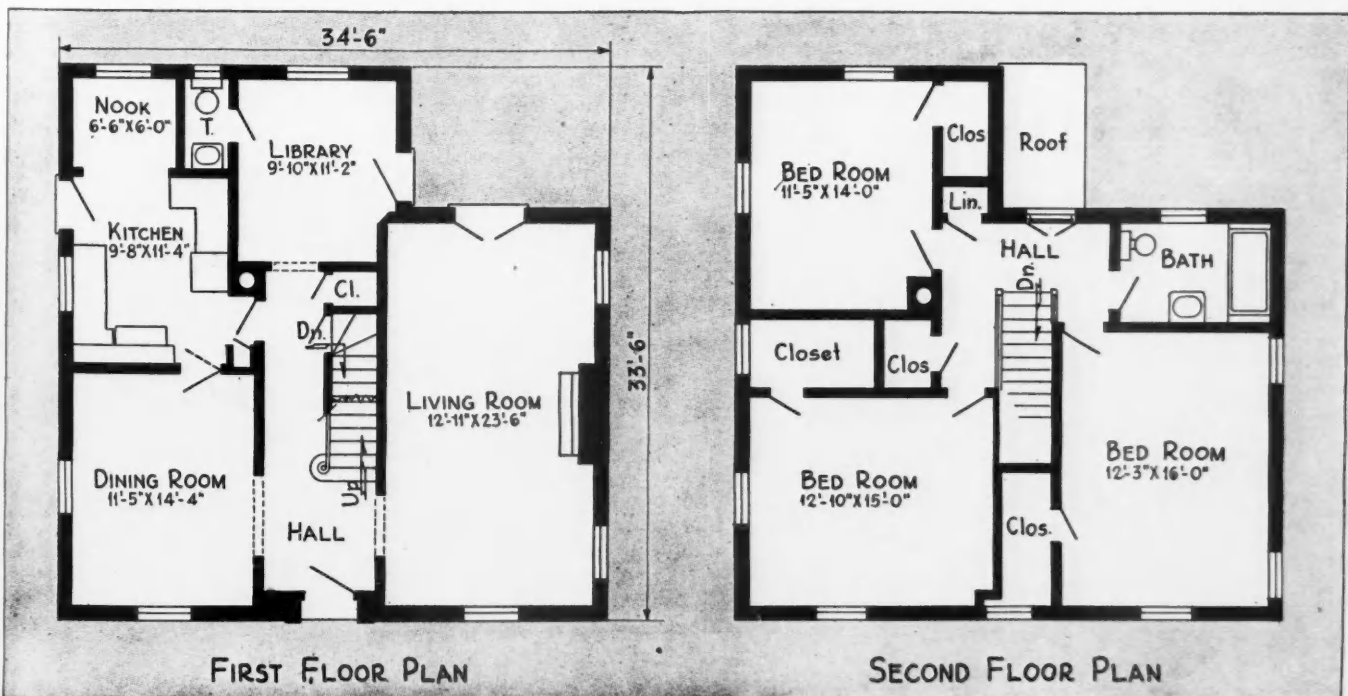 34'-6"
NOOK
6'-6"X6'-0"
T.
LIBRARY
9'-10"X11'-2"
KITCHEN
9'-8"X11'-4"
Cl.
Dn.
LIVING ROOM
12'-11"X23'-6"
DINING ROOM
11'-5"X14'-4"
Up
HALL
33'-6"
FIRST FLOOR PLAN
BED ROOM
11'-5"X14'-0"
Clos
Roof
Lin.
HALL
Dn.
BATH
Closet
Clos
BED ROOM
12'-10"X15'-0"
BED ROOM
12'-3"X16'-0"
Clos.
SECOND FLOOR PLAN